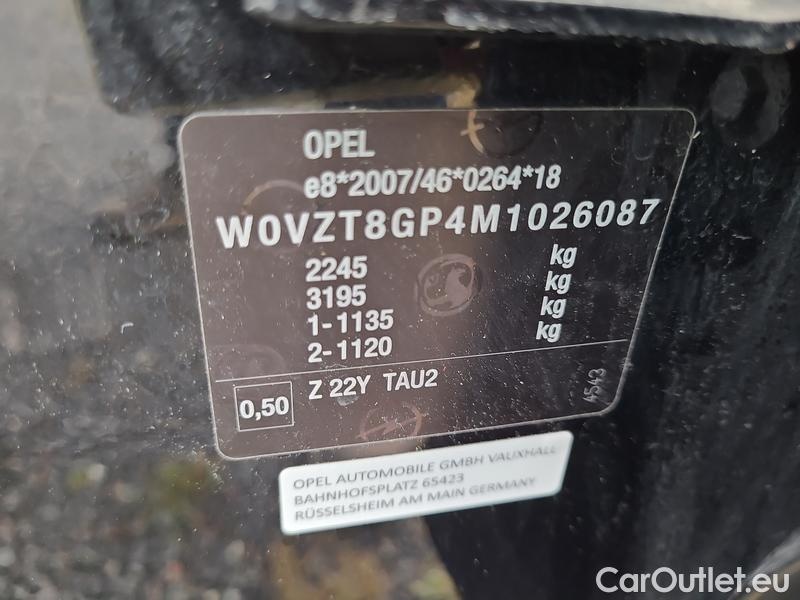 OPEL
e8*2007/46*0264*18
W0VZT8GP4M1026087
2245 kg
3195 kg
1-1135 kg
2-1120 kg
0,50 Z 22Y TAU2
4543
OPEL AUTOMOBILE GMBH VAUXHALL
BAHNHOFSPLATZ 65423
RÜSSELSHEIM AM MAIN GERMANY
CarOutlet.eu